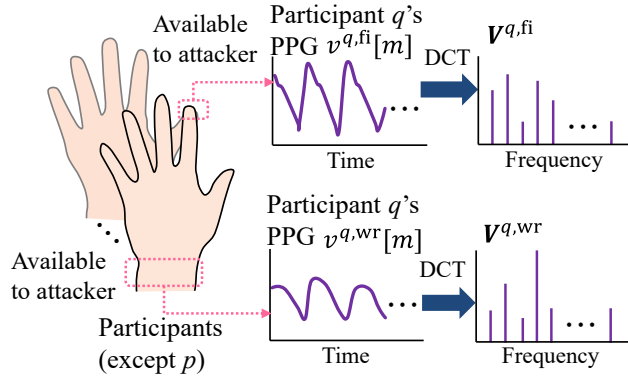 Available
to attacker
Participant q's
PPG v^{q,fi}[m]
DCT
V^{q,fi}
Time
Frequency
Participant q's
PPG v^{q,wr}[m]
DCT
V^{q,wr}
Time
Frequency
Available
to attacker
Participants
(except p)